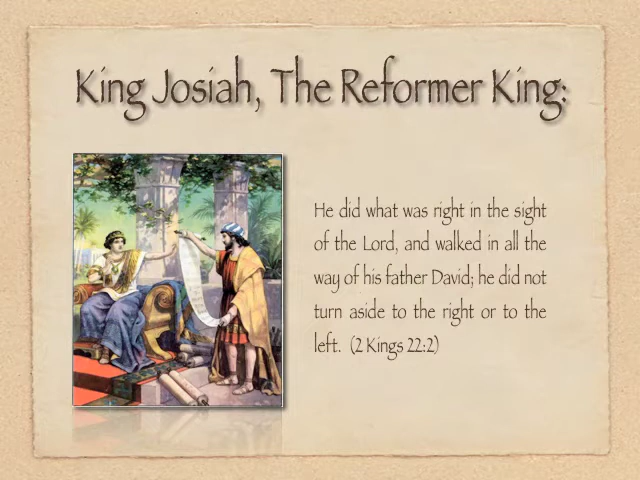 King Josiah, The Reformer King:
He did what was right in the sight
of the Lord, and walked in all the
way of his father David; he did not
turn aside to the right or to the
left. (2 Kings 22:2)